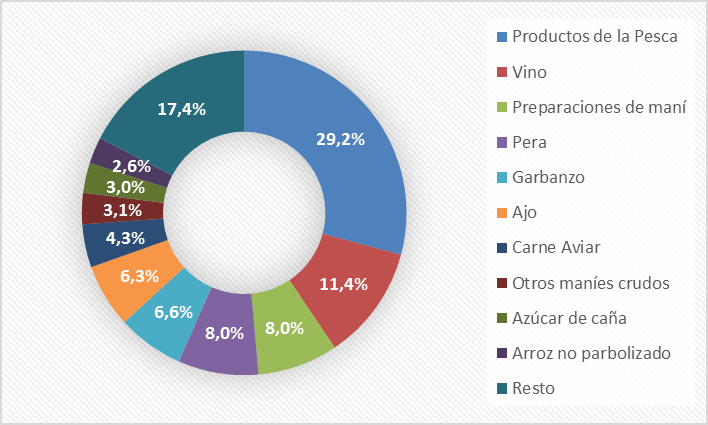 29,2%
11,4%
8,0%
8,0%
6,6%
6,3%
4,3%
3,1%
3,0%
2,6%
17,4%
Productos de la Pesca
Vino
Preparaciones de maní
Pera
Garbanzo
Ajo
Carne Aviar
Otros maníes crudos
Azúcar de caña
Arroz no parbolizado
Resto